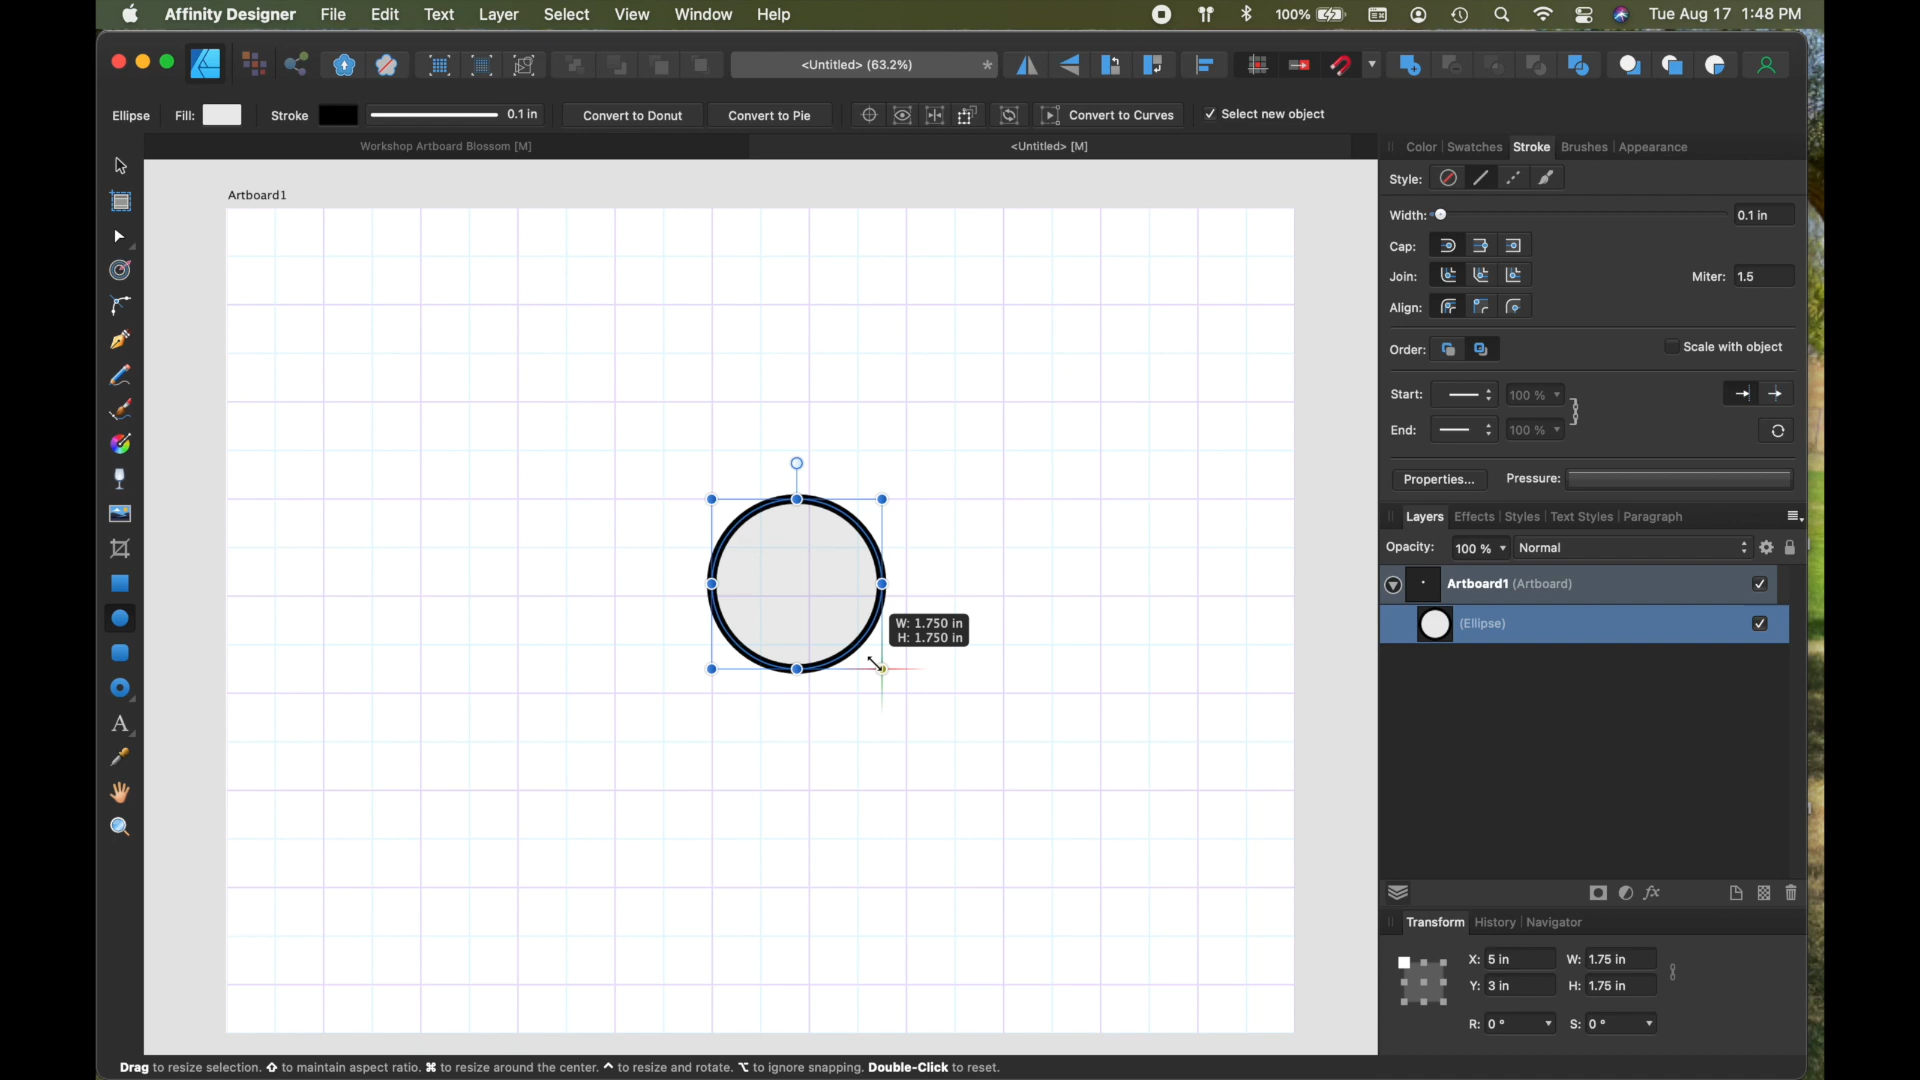 Affinity Designer File Edit Text Layer Select View Window Help 100% Tue Aug 17 1:48 PM
<Untitled> (63.2%) *
Ellipse Fill: Stroke 0.1 in Convert to Donut Convert to Pie Convert to Curves Select new object
Workshop Artboard Blossom [M] <Untitled> [M]
Color Swatches Stroke Brushes Appearance
Style:
Artboard1
Width: 0.1 in
Cap:
Join: Miter: 1.5
Align:
Order: Scale with object
Start: 100 %
End: 100 %
Properties... Pressure:
Layers Effects Styles Text Styles Paragraph
Opacity: 100 % Normal
Artboard1 (Artboard)
(Ellipse)
W: 1.750 in
H: 1.750 in
Transform History Navigator
X: 5 in W: 1.75 in
Y: 3 in H: 1.75 in
R: 0 ° S: 0 °
Drag to resize selection. ⇧ to maintain aspect ratio. ⌘ to resize around the center. ^ to resize and rotate. ⌥ to ignore snapping. Double-Click to reset.